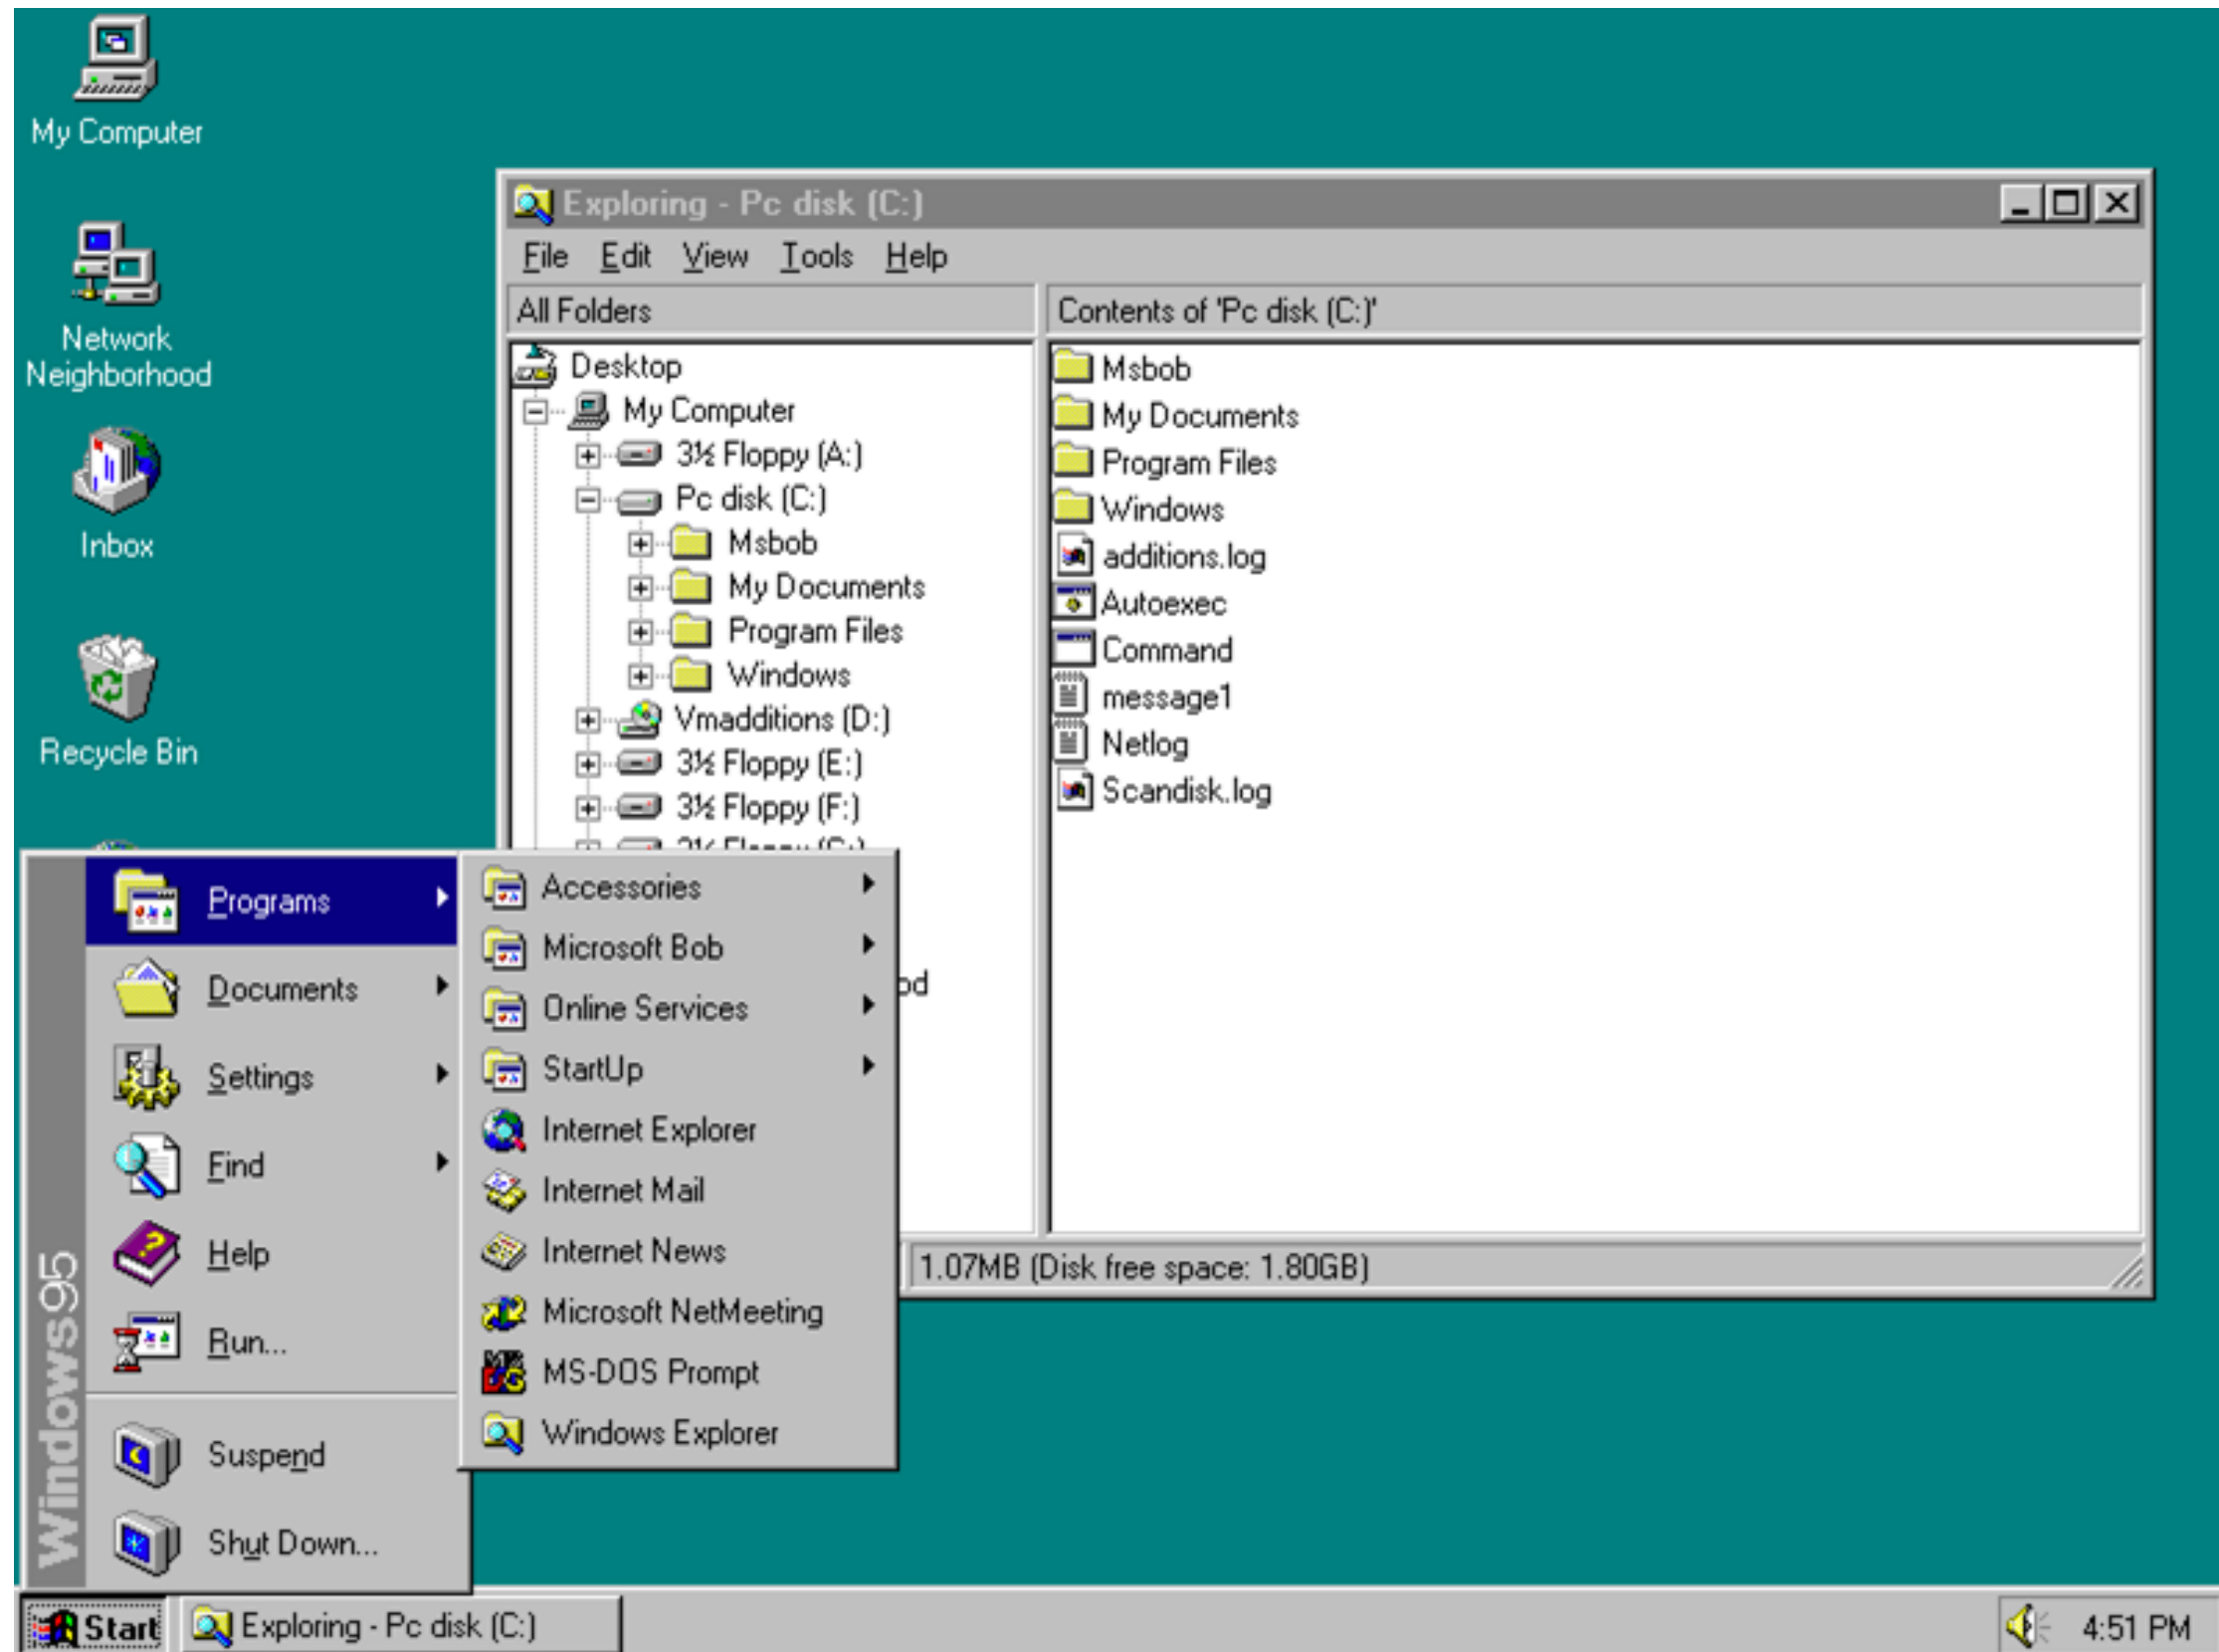 My Computer
Network
Neighborhood
Inbox
Recycle Bin
Exploring - Pc disk (C:)
File Edit View Tools Help
All Folders
Contents of 'Pc disk (C:)'
Desktop
My Computer
3½ Floppy (A:)
Pc disk (C:)
Msbob
My Documents
Program Files
Windows
Vmadditions (D:)
3½ Floppy (E:)
3½ Floppy (F:)
Msbob
My Documents
Program Files
Windows
additions.log
Autoexec
Command
message1
Netlog
Scandisk.log
1.07MB (Disk free space: 1.80GB)
Windows95
Programs
Documents
Settings
Find
Help
Run...
Suspend
Shut Down...
Accessories
Microsoft Bob
Online Services
StartUp
Internet Explorer
Internet Mail
Internet News
Microsoft NetMeeting
MS-DOS Prompt
Windows Explorer
Start
Exploring - Pc disk (C:)
4:51 PM